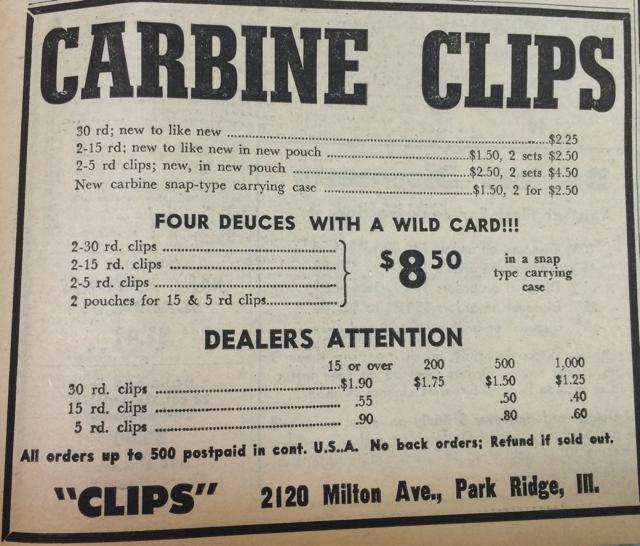 CARBINE CLIPS
30 rd; new to like new ........ $2.25
2-15 rd; new to like new in new pouch ........ $1.50, 2 sets $2.50
2-5 rd clips; new, in new pouch ........ $2.50, 2 sets $4.50
New carbine snap-type carrying case ........ $1.50, 2 for $2.50
FOUR DEUCES WITH A WILD CARD!!!
2-30 rd. clips ........
2-15 rd. clips ........
2-5 rd. clips ........
2 pouches for 15 & 5 rd clips ........
$8.50
in a snap
type carrying
case
DEALERS ATTENTION
15 or over 200 500 1,000
30 rd. clips ........ $1.90 $1.75 $1.50 $1.25
15 rd. clips ........ .55 .50 .40
5 rd. clips ........ .90 .80 .60
All orders up to 500 postpaid in cont. U.S..A. No back orders; Refund if sold out.
"CLIPS" 2120 Milton Ave., Park Ridge, Ill.